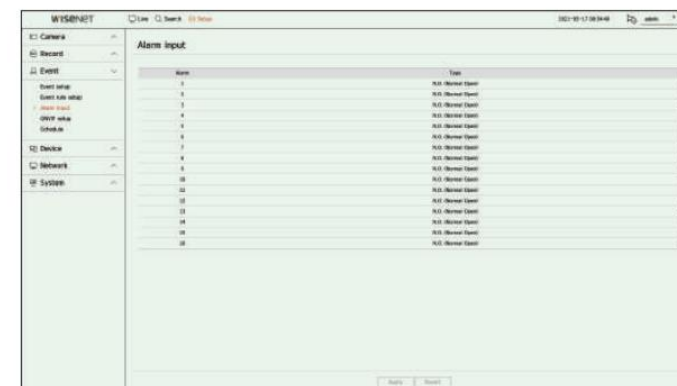 WISENET
Live Search Setup
admin
Camera
Record
Event
Event setup
Event rule setup
Alarm input
ONVIF setup
Schedule
Device
Network
System
Alarm input
Alarm Type
1 N.O. (Normal Open)
2 N.O. (Normal Open)
3 N.O. (Normal Open)
4 N.O. (Normal Open)
5 N.O. (Normal Open)
6 N.O. (Normal Open)
7 N.O. (Normal Open)
8 N.O. (Normal Open)
9 N.O. (Normal Open)
10 N.O. (Normal Open)
11 N.O. (Normal Open)
12 N.O. (Normal Open)
13 N.O. (Normal Open)
14 N.O. (Normal Open)
15 N.O. (Normal Open)
16 N.O. (Normal Open)
Apply Revert